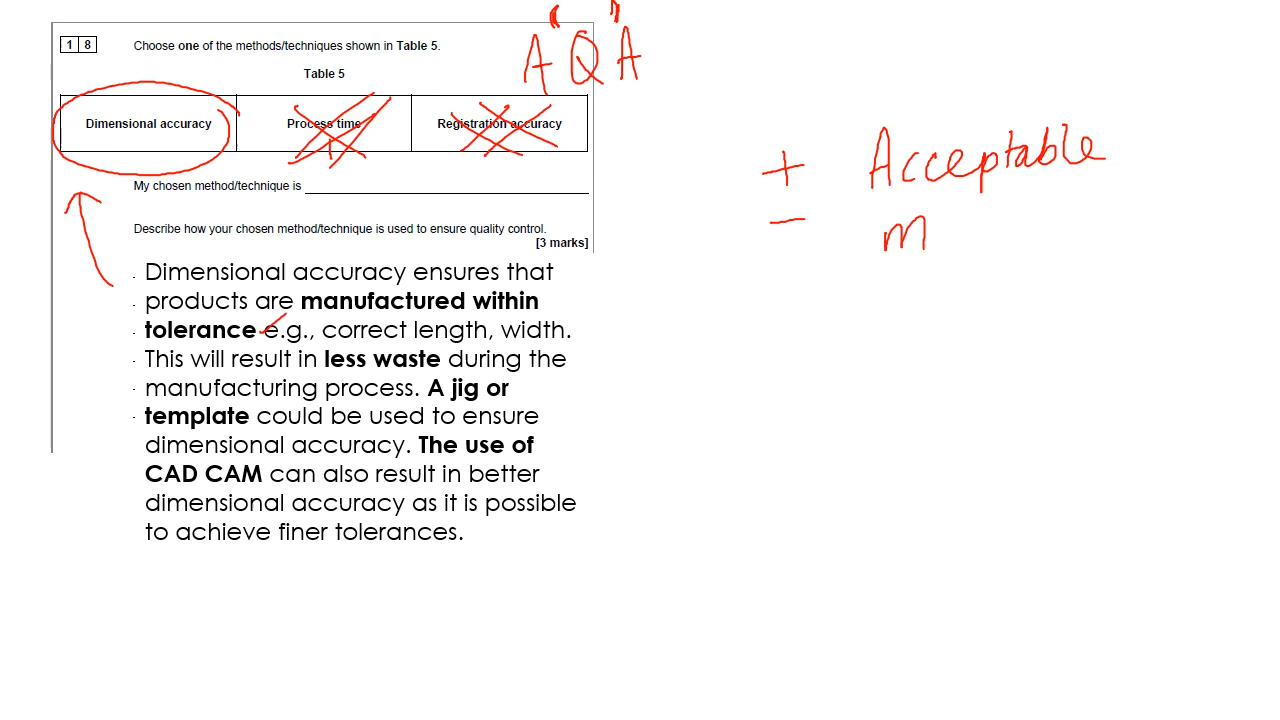 18 Choose one of the methods/techniques shown in Table 5.
"AQA"
Table 5
Dimensional accuracy Process time Registration accuracy
My chosen method/technique is
Describe how your chosen method/technique is used to ensure quality control.
[3 marks]
Dimensional accuracy ensures that
products are manufactured within
tolerance e.g., correct length, width.
This will result in less waste during the
manufacturing process. A jig or
template could be used to ensure
dimensional accuracy. The use of
CAD CAM can also result in better
dimensional accuracy as it is possible
to achieve finer tolerances.
+ Acceptable
- m